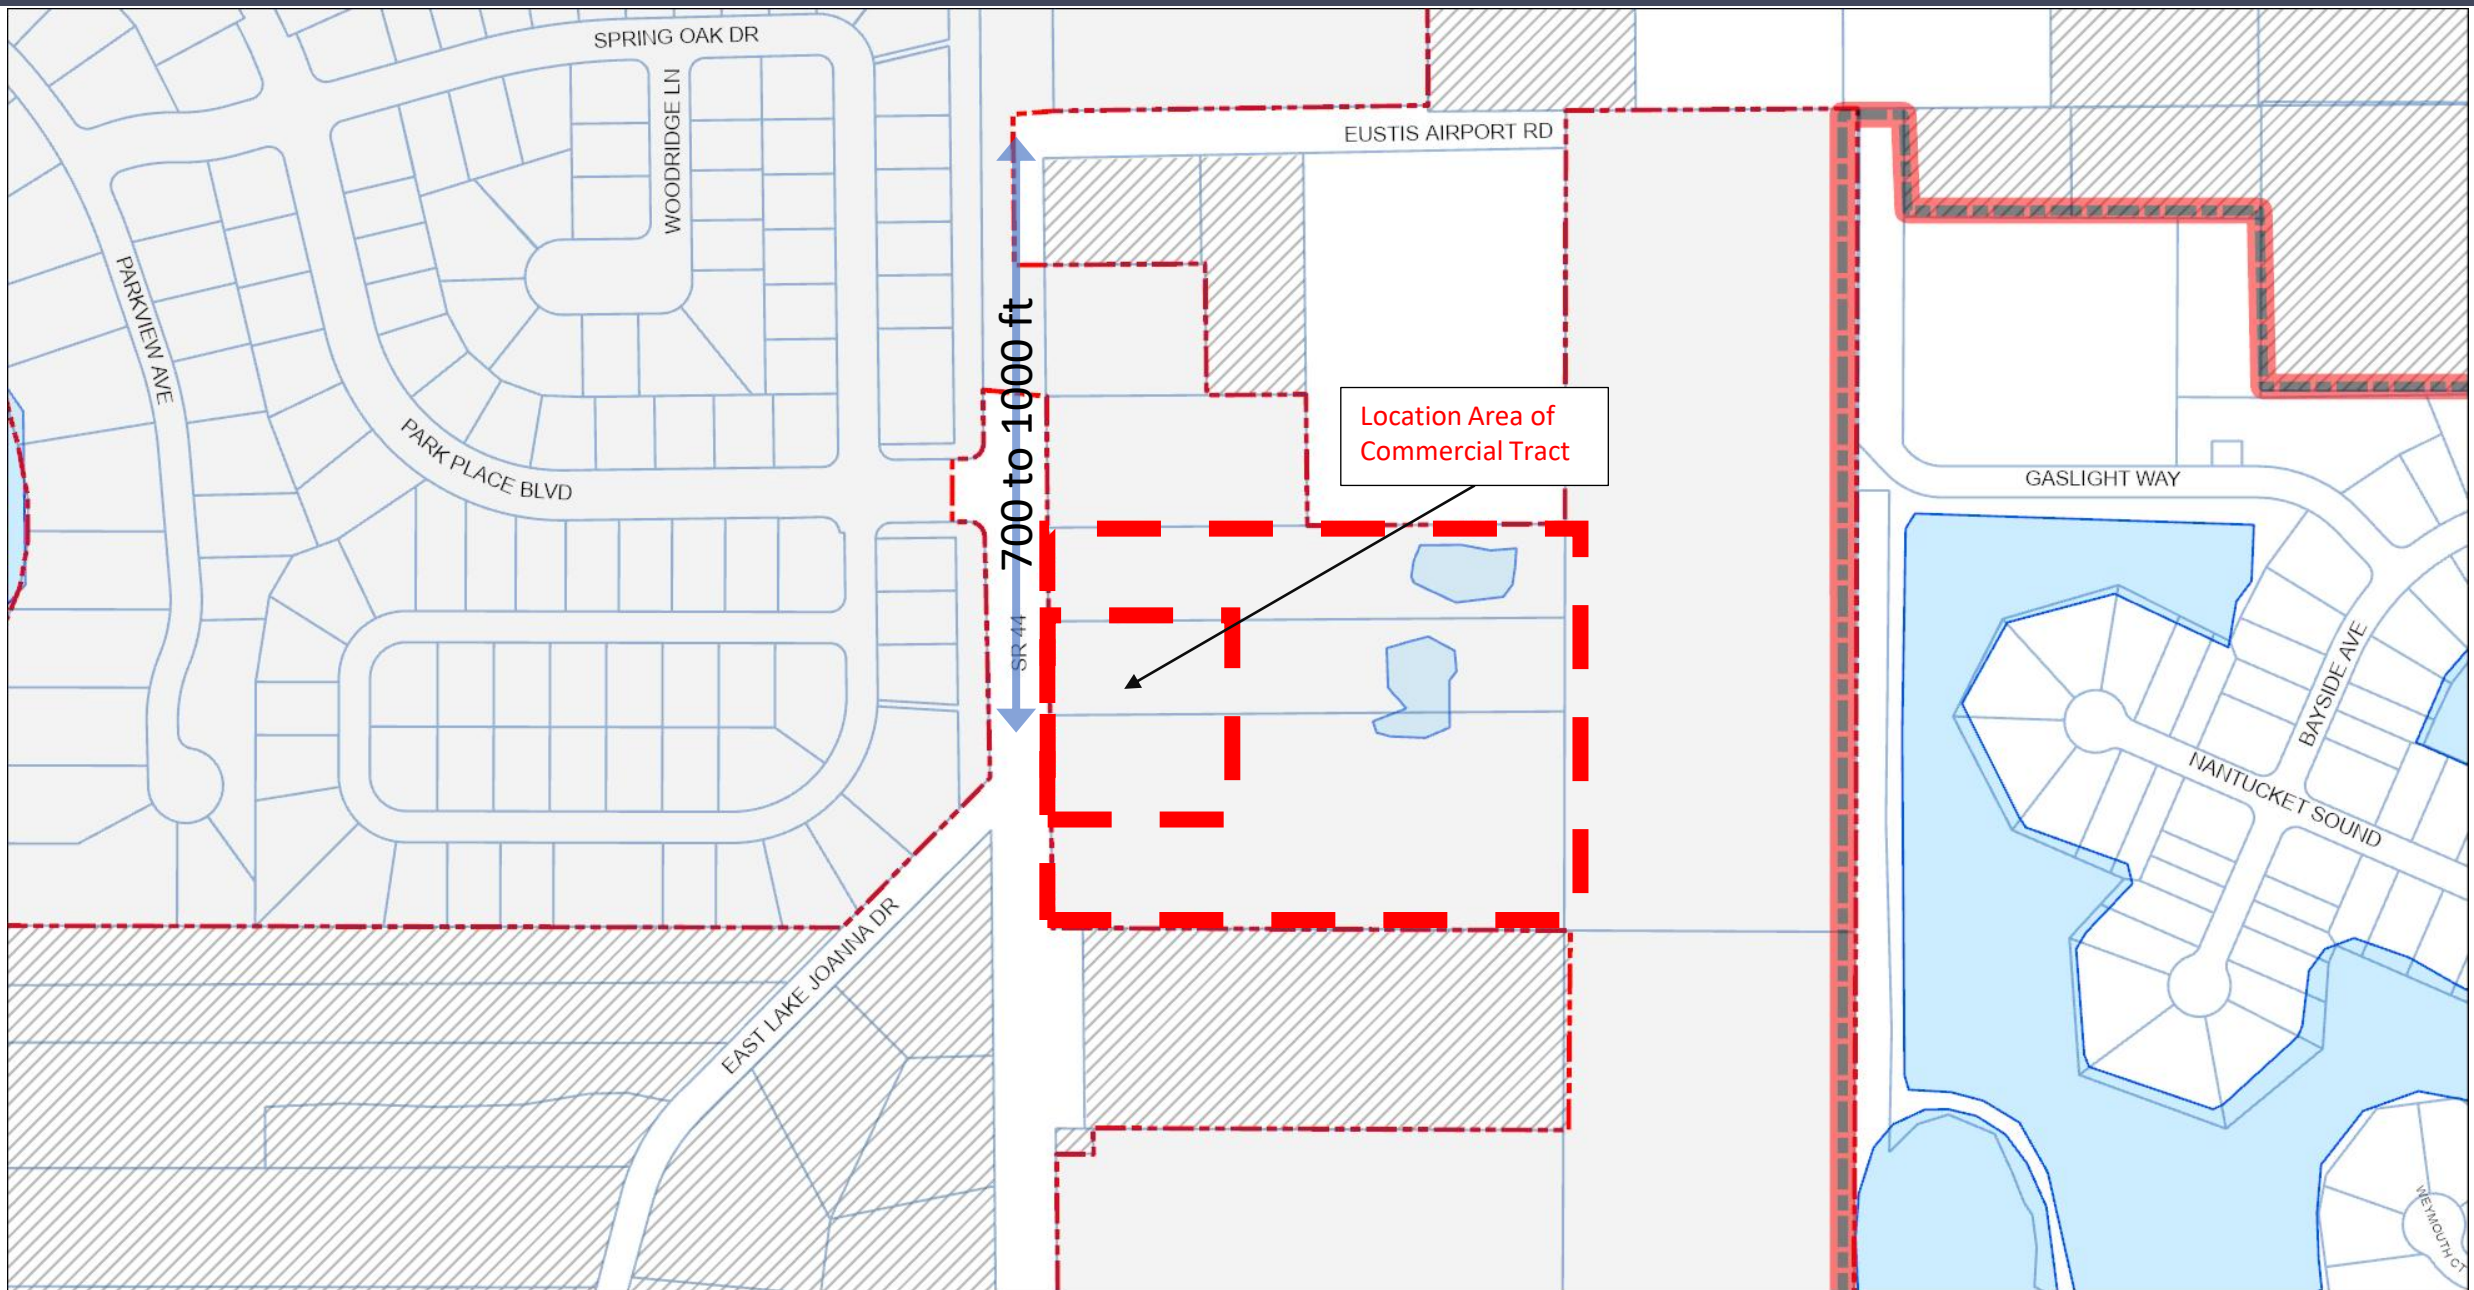 SPRING OAK DR
WOODRIDGE LN
EUSTIS AIRPORT RD
PARKVIEW AVE
700 to 1000 ft
Location Area of
Commercial Tract
PARK PLACE BLVD
GASLIGHT WAY
SR 44
BAYSIDE AVE
NANTUCKET SOUND
EAST LAKE JOANNA DR
WEYMOUTH CT